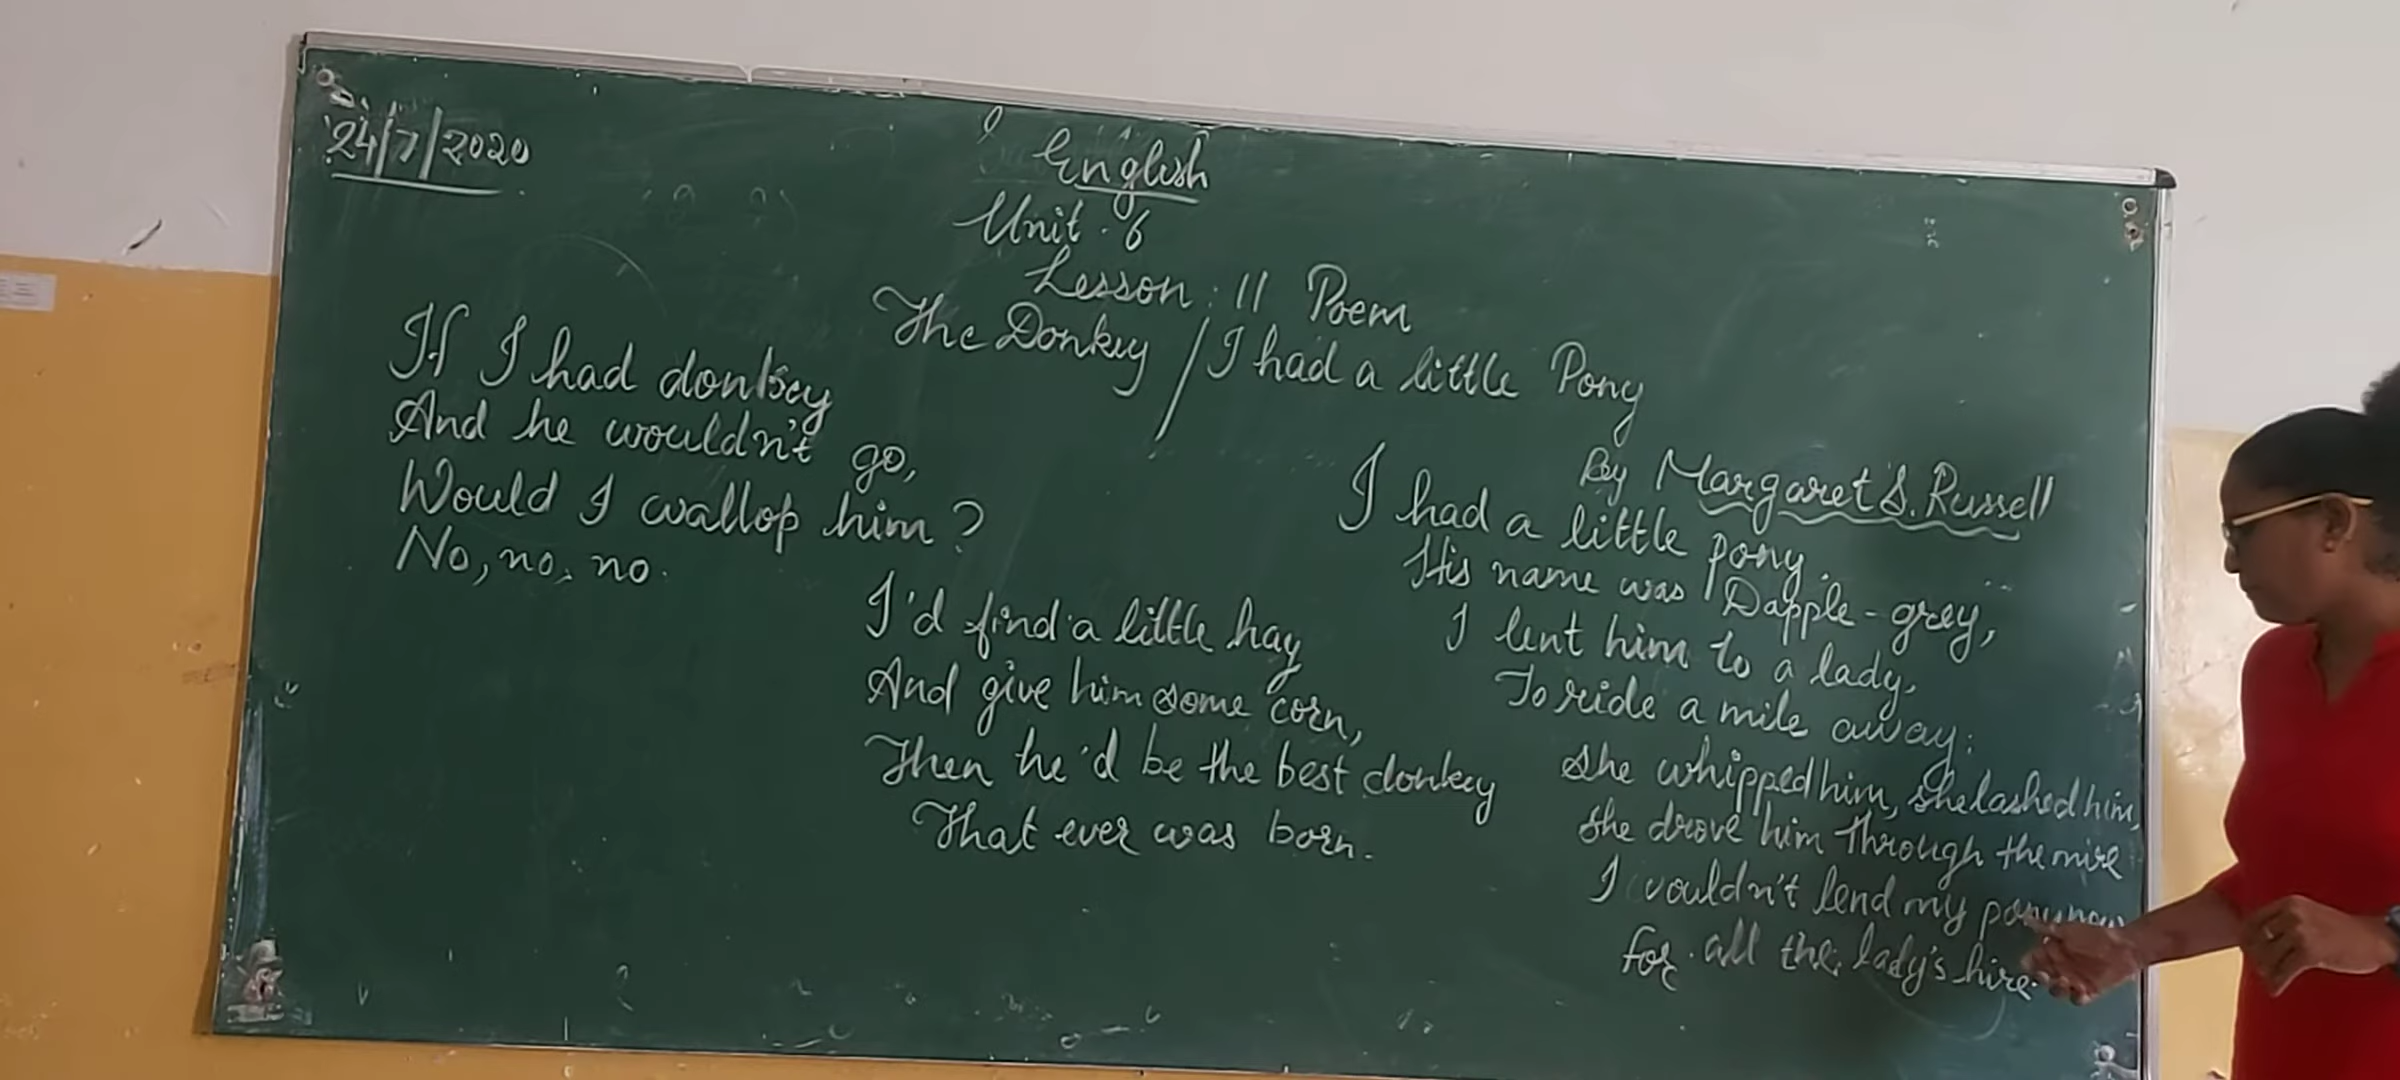 24/7/2020
English
Unit. 6
Lesson: 11 Poem
The Donkey / I had a little Pony
By Margaret S. Russell
If I had donkey
And he wouldn't go,
Would I wallop him?
No, no, no.
I'd find a little hay
And give him some corn,
Then he'd be the best donkey
That ever was born.
I had a little pony.
His name was Dapple-grey,
I lent him to a lady,
To ride a mile away:
She whipped him, she lashed him,
She drove him through the mire
I wouldn't lend my pony now
for all the lady's hire.